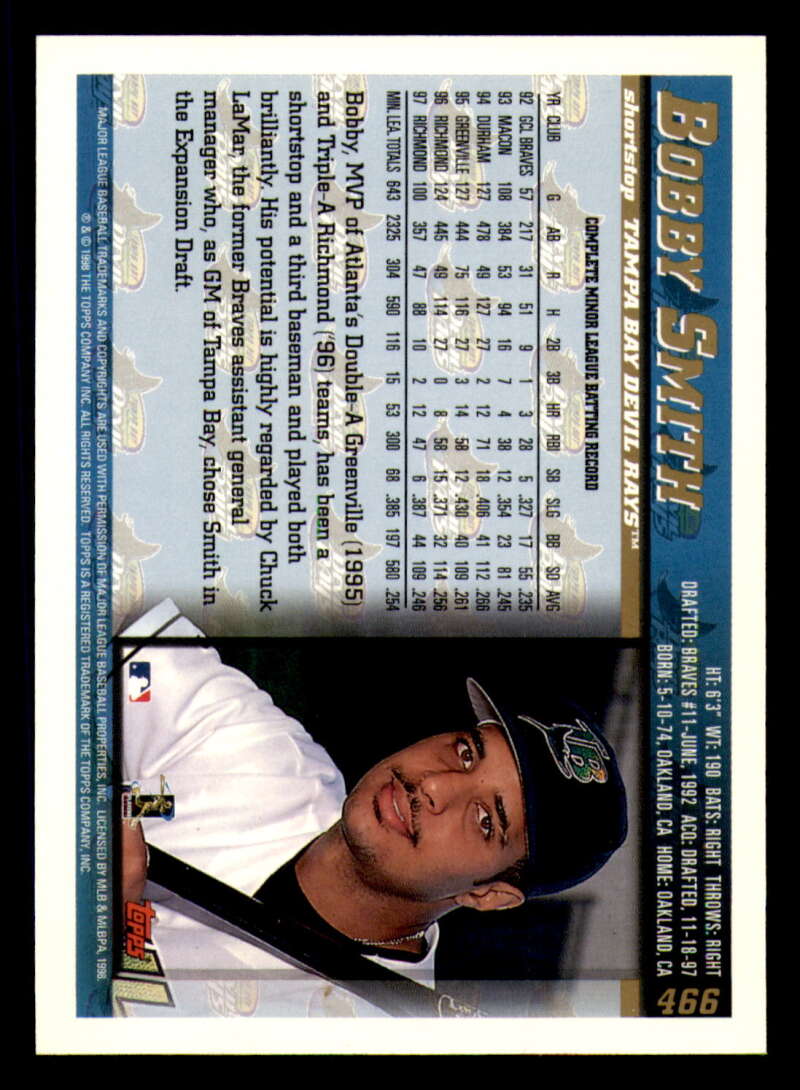 BOBBY SMITH
shortstop TAMPA BAY DEVIL RAYS™
HT: 6'3" WT: 190 BATS: RIGHT THROWS: RIGHT
DRAFTED: BRAVES #11-JUNE, 1992 ACQ: DRAFTED, 11-18-97
BORN: 5-10-74, OAKLAND, CA HOME: OAKLAND, CA
466
COMPLETE MINOR LEAGUE BATTING RECORD
YR CLUB G AB R H 2B 3B HR RBI SB SLG BB SO AVG
92 GCL BRAVES 57 217 31 51 9 1 3 28 5 .327 17 55 .235
93 MACON 108 384 53 94 16 7 4 38 12 .354 23 81 .245
94 DURHAM 127 478 49 127 27 2 12 71 18 .406 41 112 .266
95 GREENVILLE 127 444 75 116 27 3 14 58 12 .430 40 109 .261
96 RICHMOND 124 445 49 114 27 0 8 58 15 .371 32 114 .256
97 RICHMOND 100 357 47 88 10 2 12 47 6 .387 44 109 .246
MIN. LEA. TOTALS 643 2325 304 590 116 15 53 300 68 .385 197 580 .254
Bobby, MVP of Atlanta's Double-A Greenville (1995)
and Triple-A Richmond ('96) teams, has been a
shortstop and a third baseman and played both
brilliantly. His potential is highly regarded by Chuck
LaMar, the former Braves assistant general
manager who, as GM of Tampa Bay, chose Smith in
the Expansion Draft.
TB
topps
MAJOR LEAGUE BASEBALL TRADEMARKS AND COPYRIGHTS ARE USED WITH PERMISSION OF MAJOR LEAGUE BASEBALL PROPERTIES, INC. LICENSED BY MLB & MLBPA, 1998.
® & © 1998 THE TOPPS COMPANY, INC. ALL RIGHTS RESERVED. TOPPS IS A REGISTERED TRADEMARK OF THE TOPPS COMPANY, INC.